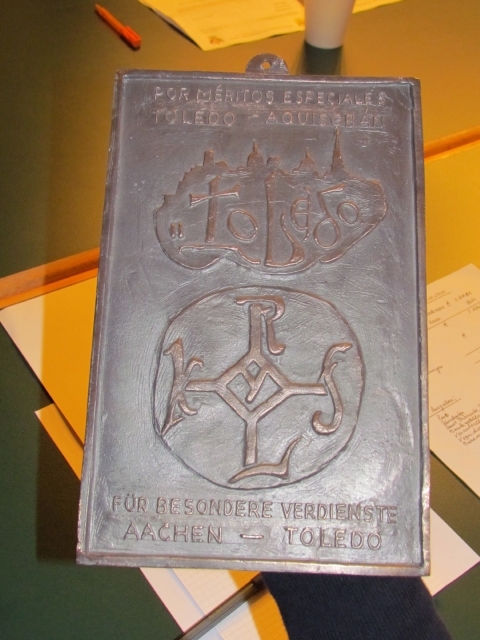 POR MÉRITOS ESPECIALES
TOLEDO - AQUISGRÁN
"Toledo
K R L S
FÜR BESONDERE VERDIENSTE
AACHEN — TOLEDO